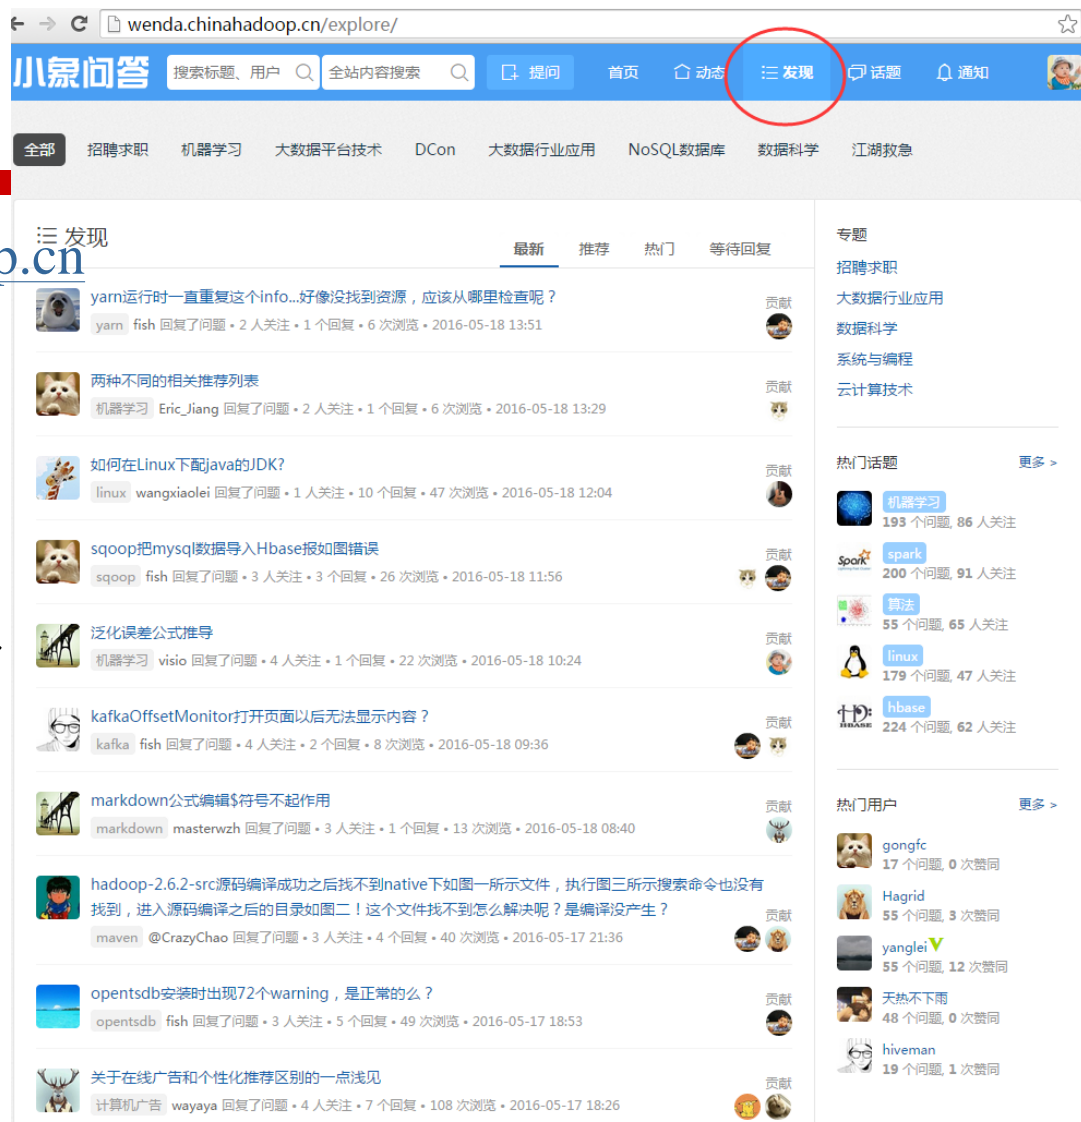 wenda.chinahadoop.cn/explore/
小象问答 搜索标题、用户 全站内容搜索 提问 首页 动态 发现 话题 通知
全部 招聘求职 机器学习 大数据平台技术 DCon 大数据行业应用 NoSQL数据库 数据科学 江湖救急
发现
p.cn
最新 推荐 热门 等待回复
yarn运行时一直重复这个info...好像没找到资源，应该从哪里检查呢？
贡献
yarn fish 回复了问题 • 2 人关注 • 1 个回复 • 6 次浏览 • 2016-05-18 13:51
两种不同的相关推荐列表
贡献
机器学习 Eric_Jiang 回复了问题 • 2 人关注 • 1 个回复 • 6 次浏览 • 2016-05-18 13:29
如何在Linux下配java的JDK?
贡献
linux wangxiaolei 回复了问题 • 1 人关注 • 10 个回复 • 47 次浏览 • 2016-05-18 12:04
sqoop把mysql数据导入Hbase报如图错误
贡献
sqoop fish 回复了问题 • 3 人关注 • 3 个回复 • 26 次浏览 • 2016-05-18 11:56
泛化误差公式推导
贡献
机器学习 visio 回复了问题 • 4 人关注 • 1 个回复 • 22 次浏览 • 2016-05-18 10:24
kafkaOffsetMonitor打开页面以后无法显示内容？
贡献
kafka fish 回复了问题 • 4 人关注 • 2 个回复 • 8 次浏览 • 2016-05-18 09:36
markdown公式编辑$符号不起作用
贡献
markdown masterwzh 回复了问题 • 3 人关注 • 1 个回复 • 13 次浏览 • 2016-05-18 08:40
hadoop-2.6.2-src源码编译成功之后找不到native下如图一所示文件，执行图三所示搜索命令也没有
找到，进入源码编译之后的目录如图二！这个文件找不到怎么解决呢？是编译没产生？
贡献
maven @CrazyChao 回复了问题 • 3 人关注 • 4 个回复 • 40 次浏览 • 2016-05-17 21:36
opentsdb安装时出现72个warning，是正常的么？
贡献
opentsdb fish 回复了问题 • 3 人关注 • 5 个回复 • 49 次浏览 • 2016-05-17 18:53
关于在线广告和个性化推荐区别的一点浅见
贡献
计算机广告 wayaya 回复了问题 • 4 人关注 • 7 个回复 • 108 次浏览 • 2016-05-17 18:26
专题
招聘求职
大数据行业应用
数据科学
系统与编程
云计算技术
热门话题 更多 >
机器学习
193 个问题, 86 人关注
Spark
spark
200 个问题, 91 人关注
算法
55 个问题, 65 人关注
linux
179 个问题, 47 人关注
HBASE
hbase
224 个问题, 62 人关注
热门用户 更多 >
gongfc
17 个问题, 0 次赞同
Hagrid
55 个问题, 3 次赞同
yanglei
55 个问题, 12 次赞同
天热不下雨
48 个问题, 0 次赞同
hiveman
19 个问题, 1 次赞同